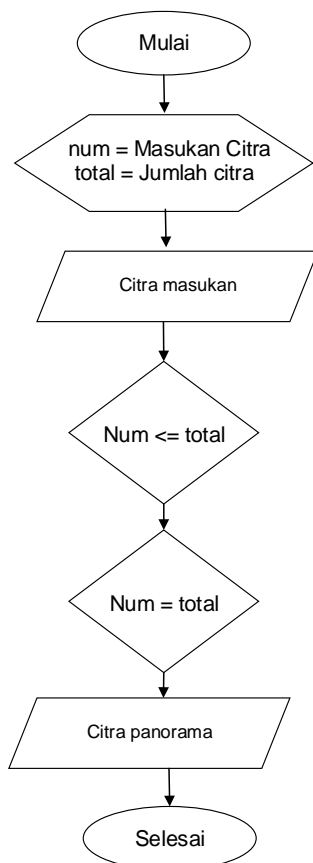 Mulai
num = Masukan Citra
total = Jumlah citra
Citra masukan
Num <= total
Num = total
Citra panorama
Selesai